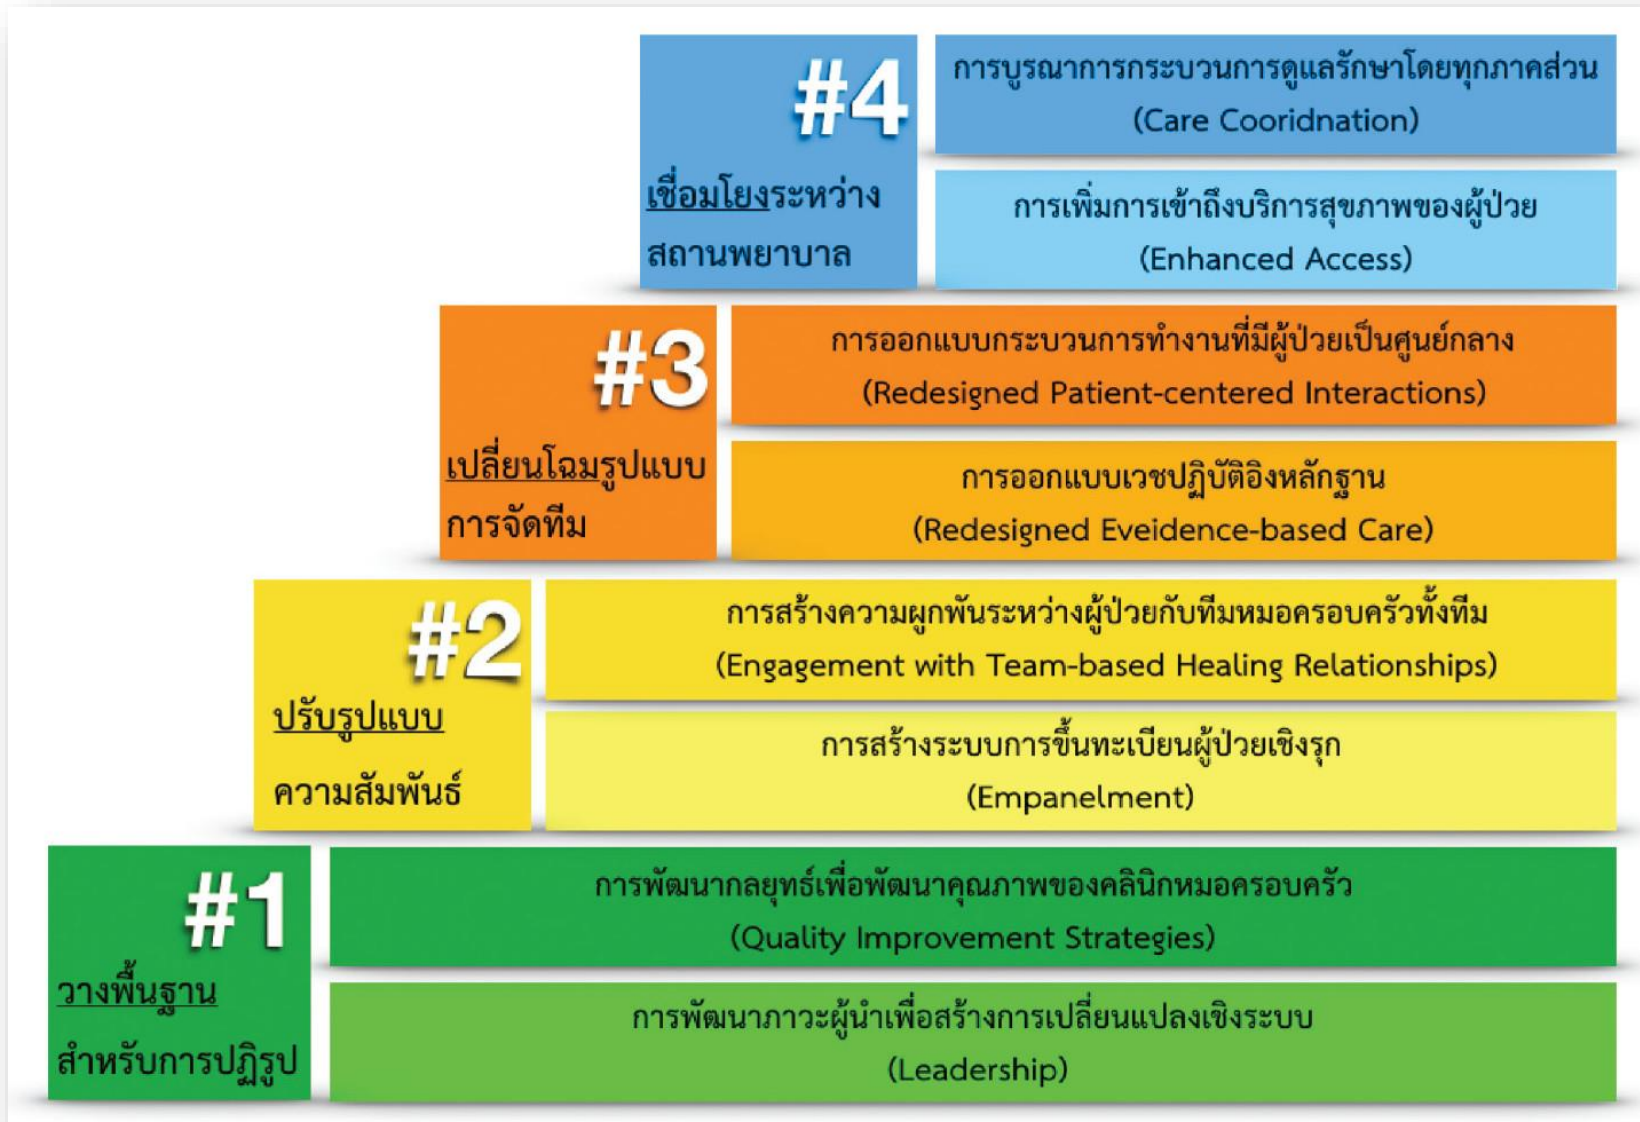 #4
เชื่อมโยงระหว่าง
สถานพยาบาล
การบูรณาการกระบวนการดูแลรักษาโดยทุกภาคส่วน
(Care Cooridnation)
การเพิ่มการเข้าถึงบริการสุขภาพของผู้ป่วย
(Enhanced Access)
#3
เปลี่ยนโฉมรูปแบบ
การจัดทีม
การออกแบบกระบวนการทำงานที่มีผู้ป่วยเป็นศูนย์กลาง
(Redesigned Patient-centered Interactions)
การออกแบบเวชปฏิบัติอิงหลักฐาน
(Redesigned Eveidence-based Care)
#2
ปรับรูปแบบ
ความสัมพันธ์
การสร้างความผูกพันระหว่างผู้ป่วยกับทีมหมอครอบครัวทั้งทีม
(Engagement with Team-based Healing Relationships)
การสร้างระบบการขึ้นทะเบียนผู้ป่วยเชิงรุก
(Empanelment)
#1
วางพื้นฐาน
สำหรับการปฏิรูป
การพัฒนากลยุทธ์เพื่อพัฒนาคุณภาพของคลินิกหมอครอบครัว
(Quality Improvement Strategies)
การพัฒนาภาวะผู้นำเพื่อสร้างการเปลี่ยนแปลงเชิงระบบ
(Leadership)